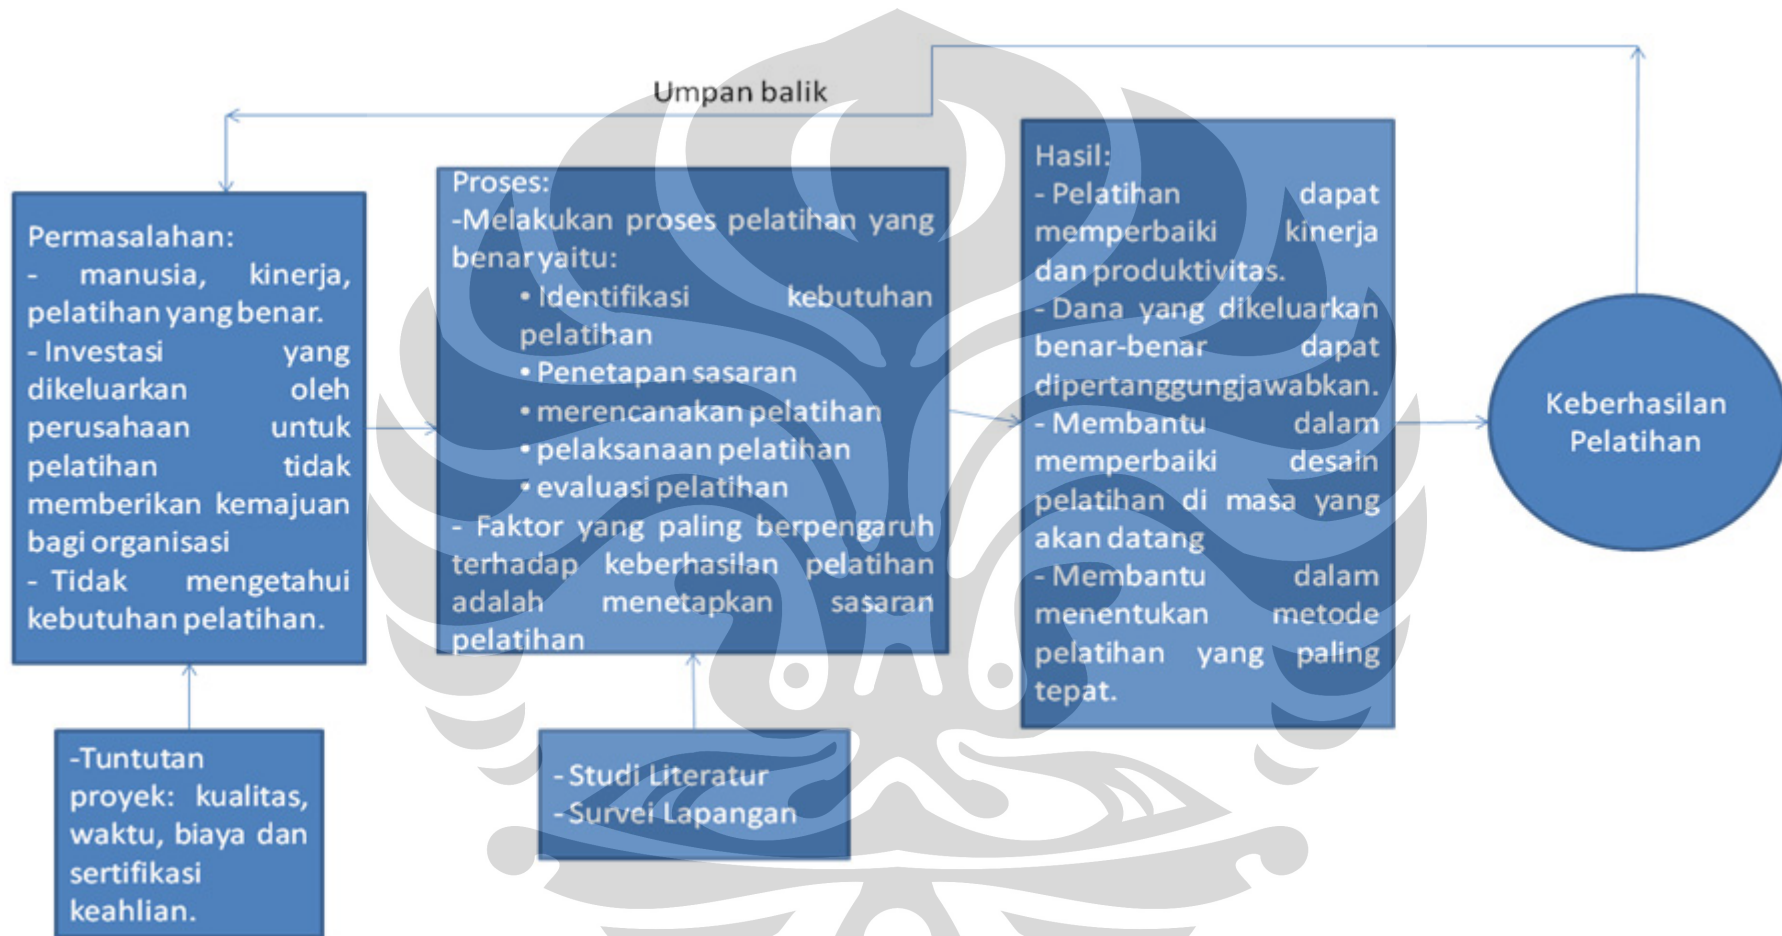 Umpan balik
Permasalahan:
- manusia, kinerja,
pelatihan yang benar.
- Investasi yang
dikeluarkan oleh
perusahaan untuk
pelatihan tidak
memberikan kemajuan
bagi organisasi
- Tidak mengetahui
kebutuhan pelatihan.
-Tuntutan
proyek: kualitas,
waktu, biaya dan
sertifikasi
keahlian.
Proses:
-Melakukan proses pelatihan yang
benar yaitu:
• Identifikasi kebutuhan
pelatihan
• Penetapan sasaran
• merencanakan pelatihan
• pelaksanaan pelatihan
• evaluasi pelatihan
- Faktor yang paling berpengaruh
terhadap keberhasilan pelatihan
adalah menetapkan sasaran
pelatihan
- Studi Literatur
- Survei Lapangan
Hasil:
- Pelatihan dapat
memperbaiki kinerja
dan produktivitas.
- Dana yang dikeluarkan
benar-benar dapat
dipertanggungjawabkan.
- Membantu dalam
memperbaiki desain
pelatihan di masa yang
akan datang
- Membantu dalam
menentukan metode
pelatihan yang paling
tepat.
Keberhasilan
Pelatihan